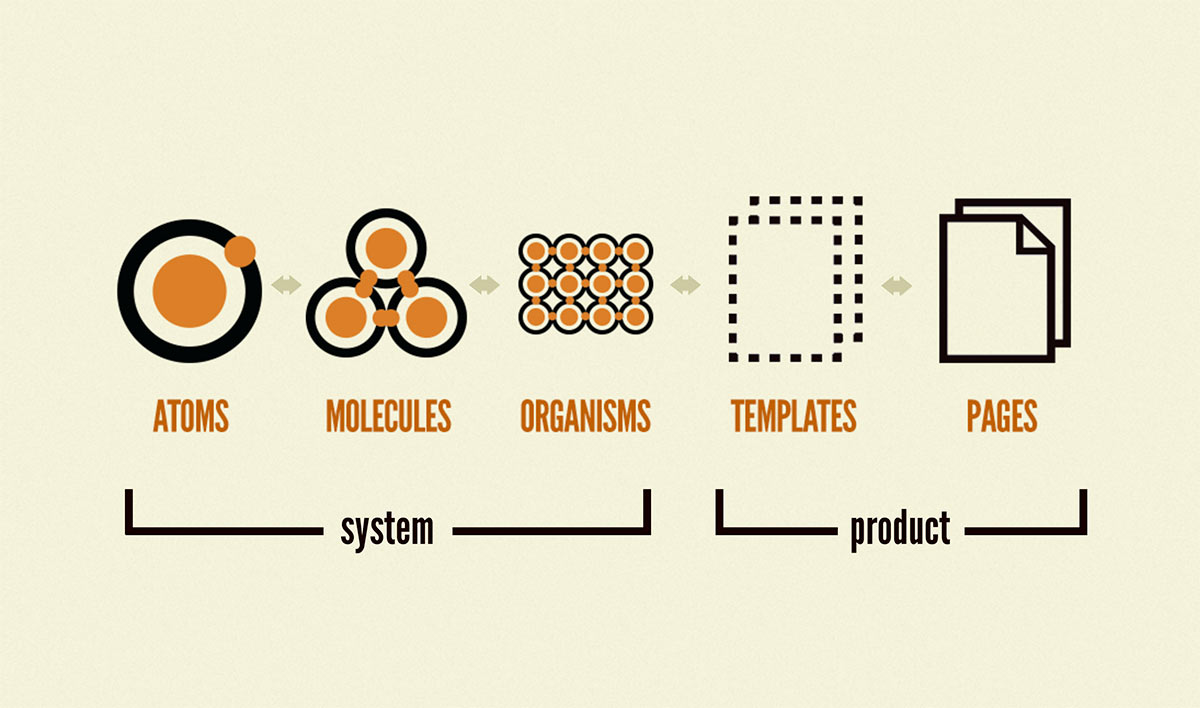 ATOMS MOLECULES ORGANISMS TEMPLATES PAGES
system product